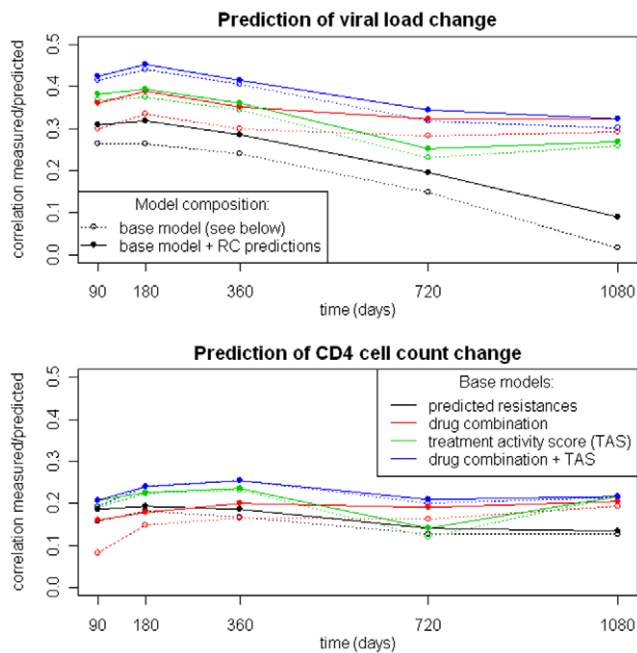 Prediction of viral load change
correlation measured/predicted
0.5
0.4
0.3
0.2
0.1
0.0
Model composition:
base model (see below)
base model + RC predictions
90 180 360 720 1080
time (days)
Prediction of CD4 cell count change
correlation measured/predicted
0.5
0.4
0.3
0.2
0.1
0.0
Base models:
predicted resistances
drug combination
treatment activity score (TAS)
drug combination + TAS
90 180 360 720 1080
time (days)